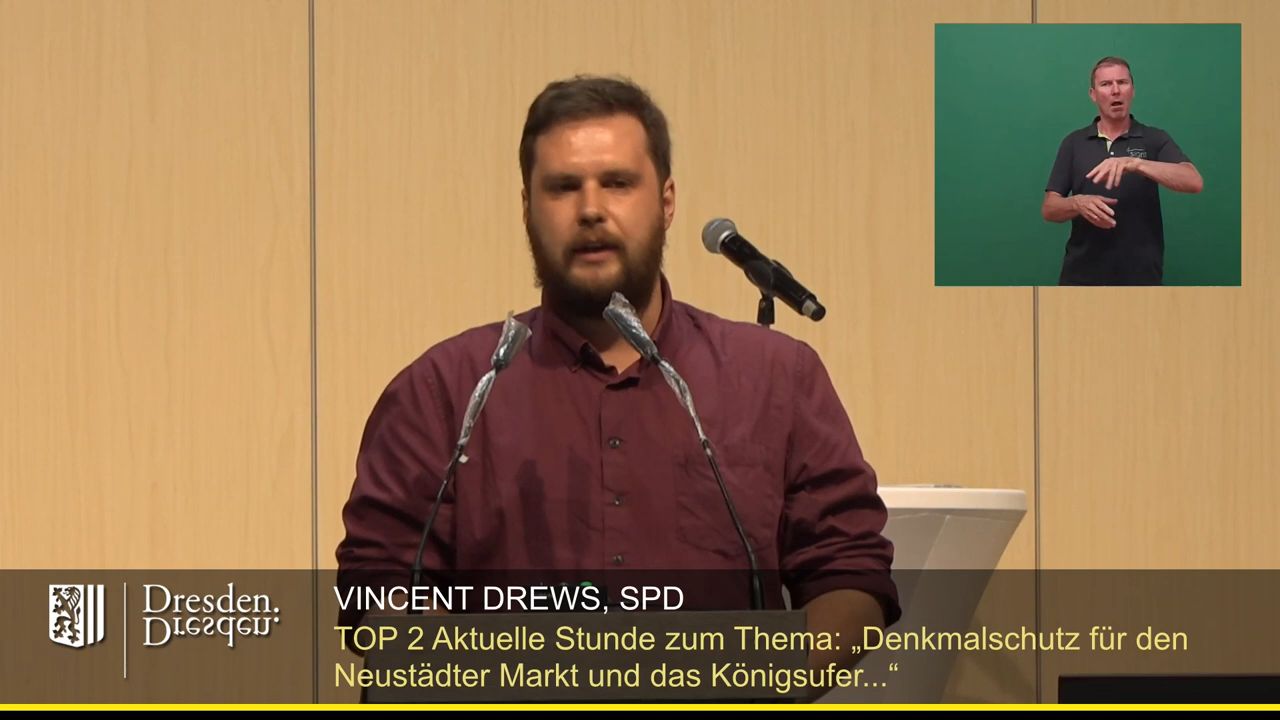 VINCENT DREWS, SPD
Dresden.
Dresden.
TOP 2 Aktuelle Stunde zum Thema: „Denkmalschutz für den
Neustädter Markt und das Königsufer...“